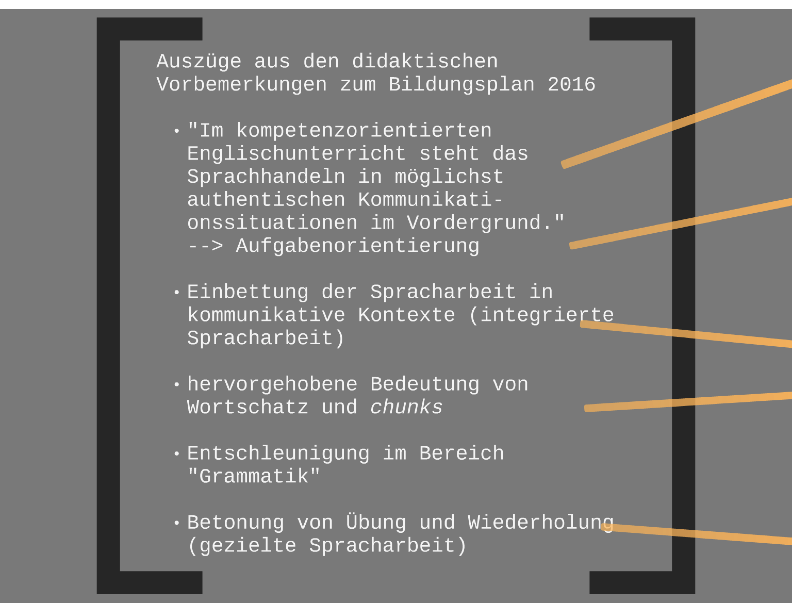 Auszüge aus den didaktischen
Vorbemerkungen zum Bildungsplan 2016
• "Im kompetenzorientierten
Englischunterricht steht das
Sprachhandeln in möglichst
authentischen Kommunikati-
onssituationen im Vordergrund."
--> Aufgabenorientierung
• Einbettung der Spracharbeit in
kommunikative Kontexte (integrierte
Spracharbeit)
• hervorgehobene Bedeutung von
Wortschatz und chunks
• Entschleunigung im Bereich
"Grammatik"
• Betonung von Übung und Wiederholung
(gezielte Spracharbeit)